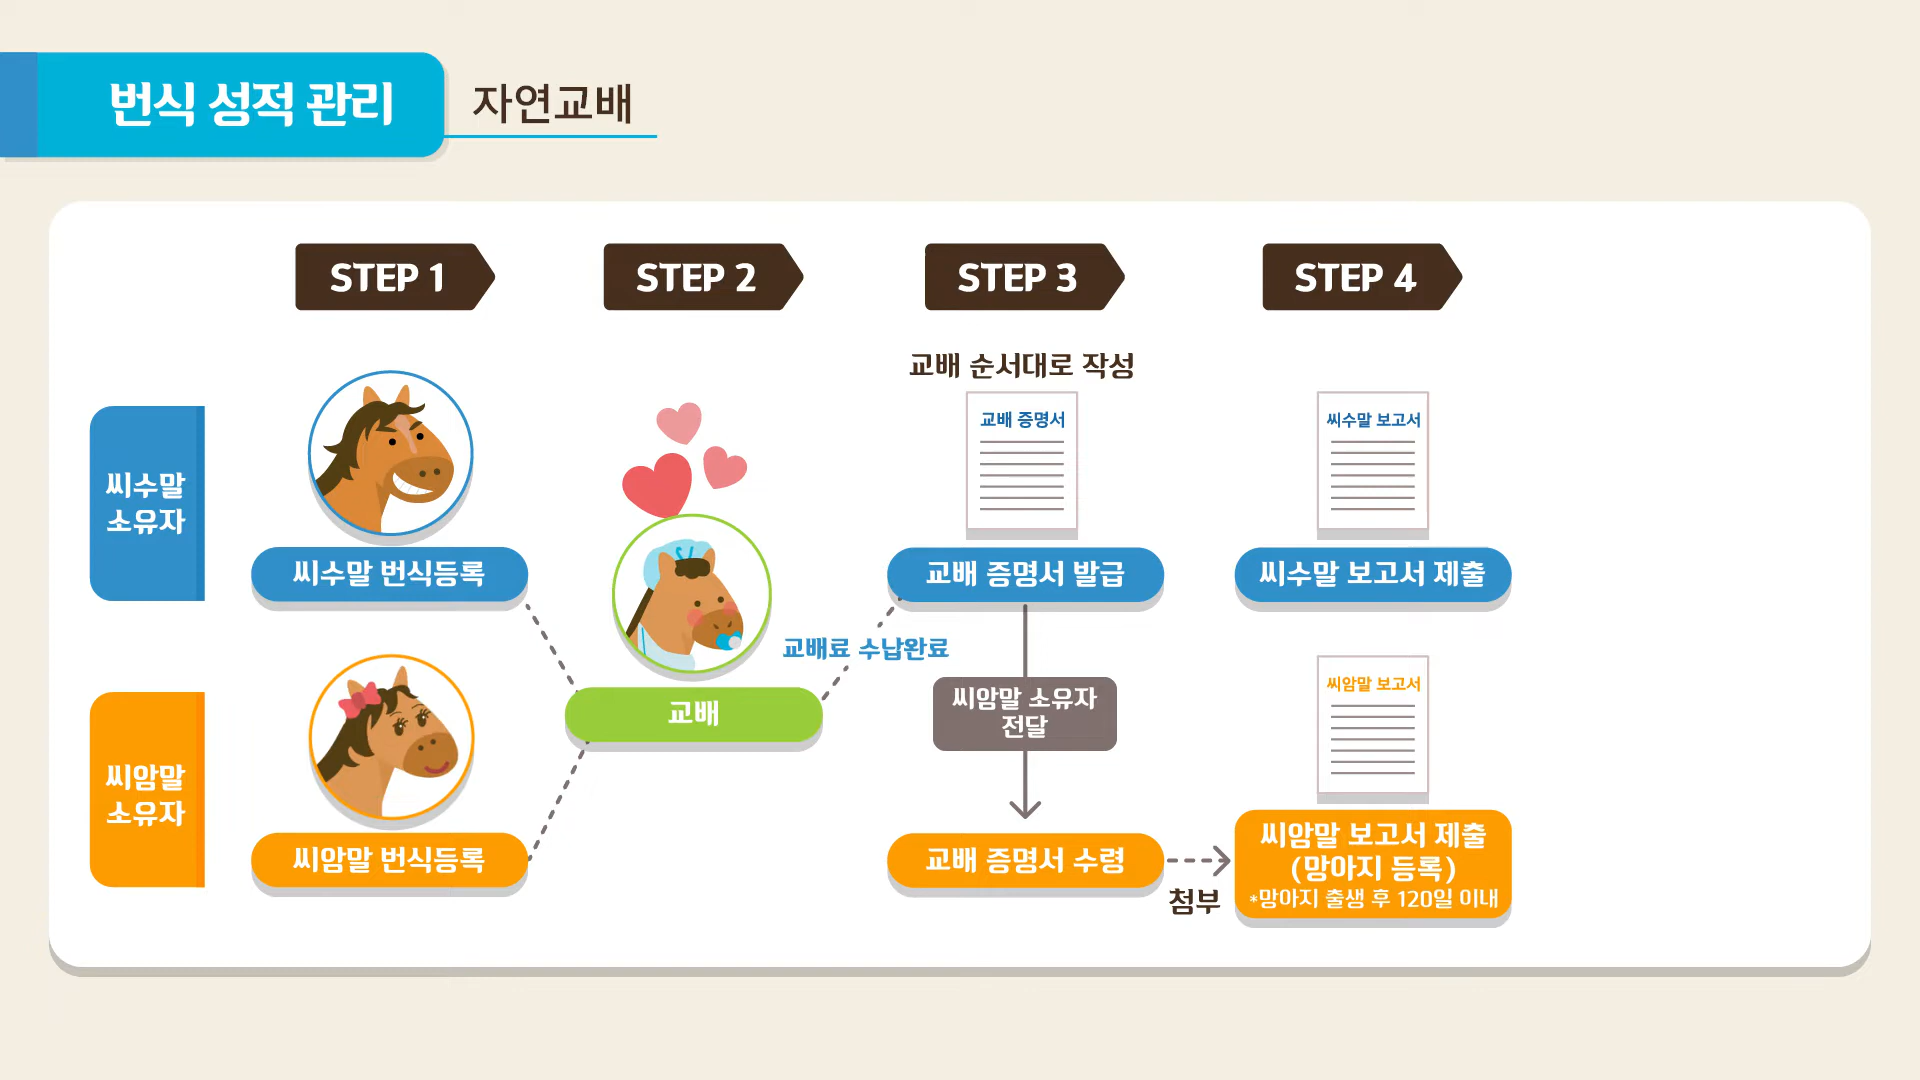 번식 성적 관리
자연교배
STEP 1
STEP 2
STEP 3
STEP 4
교배 순서대로 작성
교배 증명서
씨수말 보고서
씨수말
소유자
씨수말 번식등록
교배 증명서 발급
씨수말 보고서 제출
교배료 수납완료
씨암말 보고서
씨암말 소유자
전달
교배
씨암말
소유자
씨암말 번식등록
교배 증명서 수령
첨부
씨암말 보고서 제출
(망아지 등록)
*망아지 출생 후 120일 이내